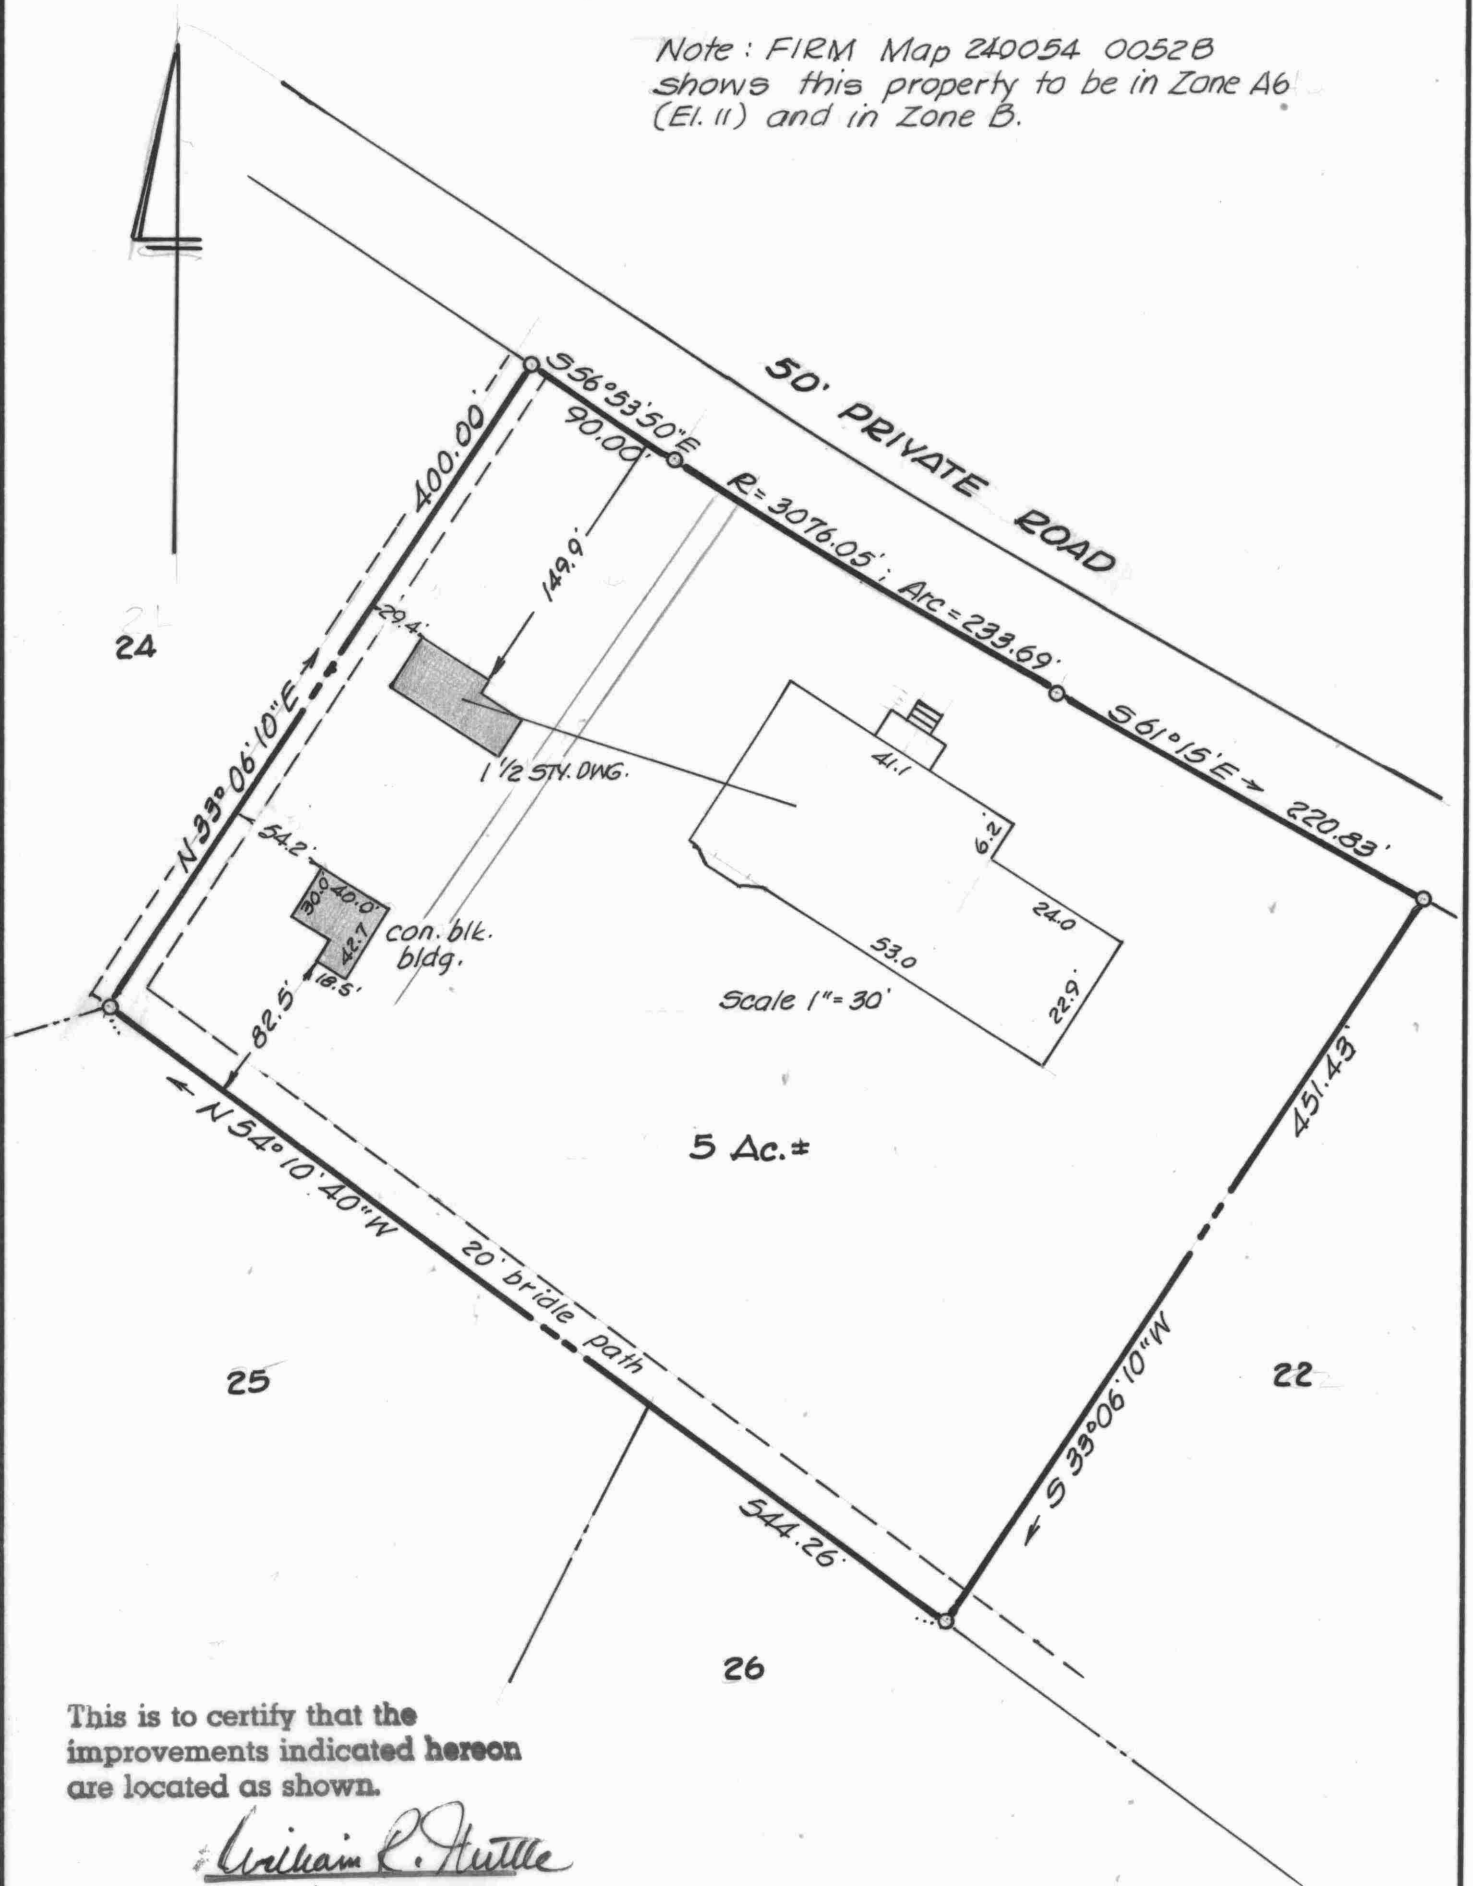 Note: FIRM Map 240054 0052B
shows this property to be in Zone A6
(El. 11) and in Zone B.
50' PRIVATE ROAD
S56°53'50"E
90.00'
R= 3076.05'; Arc = 233.69'
S 61° 15' E
220.83'
400.00'
N 33° 06' 10" E
149.9'
29.4'
24
1 1/2 STY. DWG.
41.1
6.2'
24.0
53.0
22.9'
Scale 1"= 30'
54.2'
30.0'
40.0'
42.7
18.5'
con. blk.
bldg.
82.5'
451.43'
S 33° 06' 10" W
5 Ac.±
N 54° 10' 40" W
20' bridle path
544.26'
25
22
26
This is to certify that the
improvements indicated hereon
are located as shown.
William R.